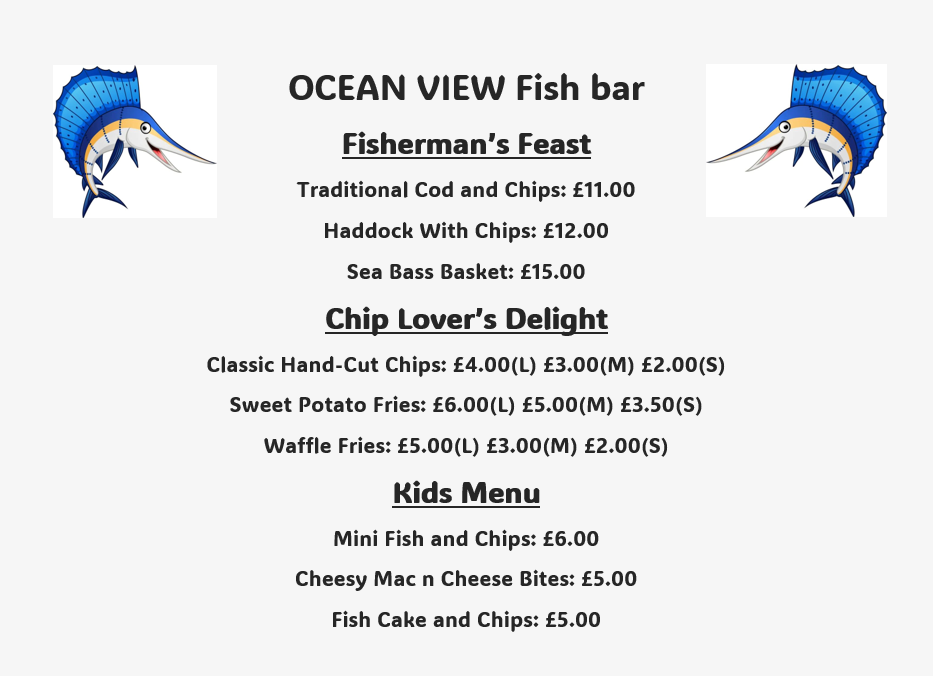 OCEAN VIEW Fish bar
Fisherman's Feast
Traditional Cod and Chips: £11.00
Haddock With Chips: £12.00
Sea Bass Basket: £15.00
Chip Lover's Delight
Classic Hand-Cut Chips: £4.00(L) £3.00(M) £2.00(S)
Sweet Potato Fries: £6.00(L) £5.00(M) £3.50(S)
Waffle Fries: £5.00(L) £3.00(M) £2.00(S)
Kids Menu
Mini Fish and Chips: £6.00
Cheesy Mac n Cheese Bites: £5.00
Fish Cake and Chips: £5.00